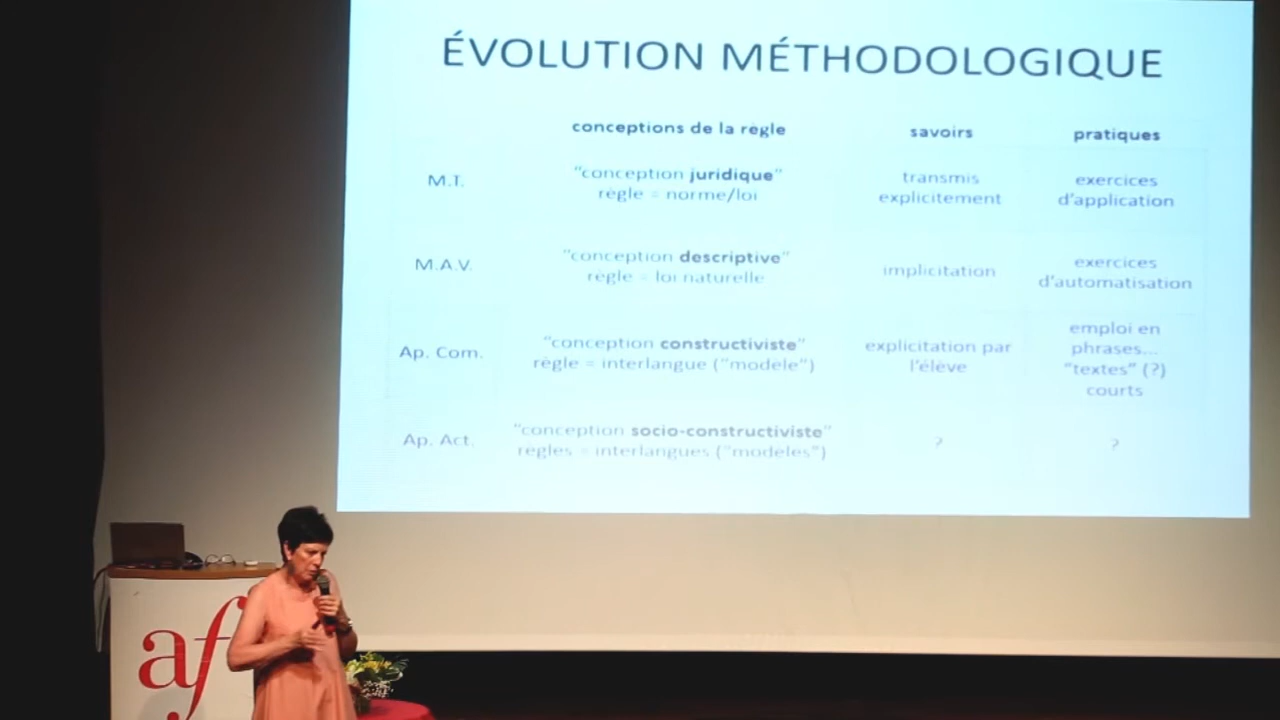 ÉVOLUTION MÉTHODOLOGIQUE
conceptions de la règle savoirs pratiques
M.T.
"conception juridique"
règle = norme/loi
transmis
explicitement
exercices
d'application
M.A.V.
"conception descriptive"
règle = loi naturelle
implicitation
exercices
d'automatisation
Ap. Com.
"conception constructiviste"
règle = interlangue ("modèle")
explicitation par
l'élève
emploi en
phrases...
"textes" (?)
courts
Ap. Act.
"conception socio-constructiviste"
règles = interlangues ("modèles")
?
?
af